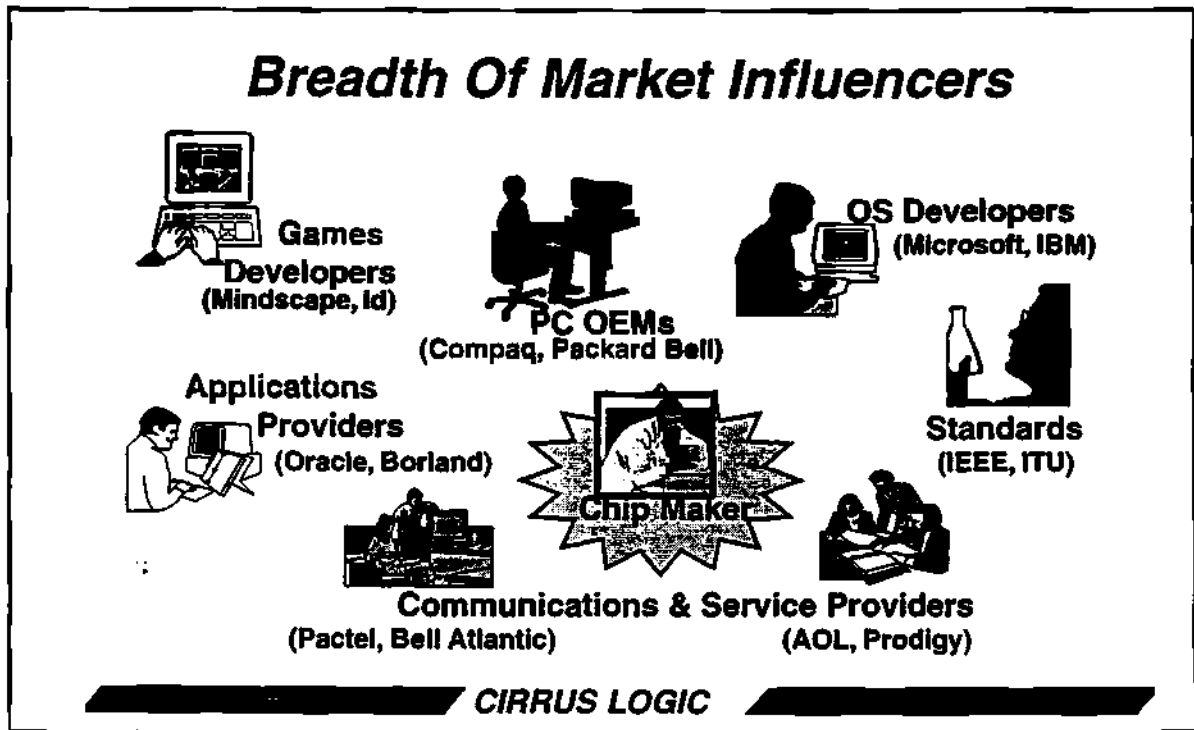 Breadth Of Market Influencers
Games
Developers
(Mindscape, Id)
PC OEMs
(Compaq, Packard Bell)
OS Developers
(Microsoft, IBM)
Standards
(IEEE, ITU)
Applications
Providers
(Oracle, Borland)
Chip Maker
Communications & Service Providers
(Pactel, Bell Atlantic)
(AOL, Prodigy)
CIRRUS LOGIC